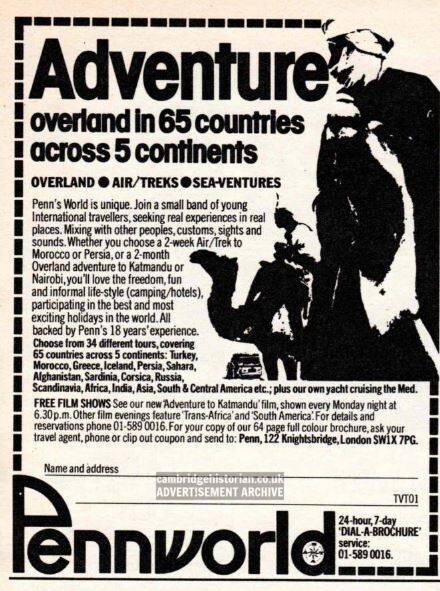 Adventure
overland in 65 countries
across 5 continents
OVERLAND ● AIR/TREKS ● SEA-VENTURES
Penn's World is unique. Join a small band of young
International travellers, seeking real experiences in real
places. Mixing with other peoples, customs, sights and
sounds. Whether you choose a 2-week Air/Trek to
Morocco or Persia, or a 2-month
Overland adventure to Katmandu or
Nairobi, you'll love the freedom, fun
and informal life-style (camping/hotels),
participating in the best and most
exciting holidays in the world. All
backed by Penn's 18 years' experience.
Choose from 34 different tours, covering
65 countries across 5 continents: Turkey,
Morocco, Greece, Iceland, Persia, Sahara,
Afghanistan, Sardinia, Corsica, Russia,
Scandinavia, Africa, India, Asia, South & Central America etc.; plus our own yacht cruising the Med.
FREE FILM SHOWS See our new 'Adventure to Katmandu' film, shown every Monday night at
6.30 p.m. Other film evenings feature 'Trans-Africa' and 'South America'. For details and
reservations phone 01-589 0016. For your copy of our 64 page full colour brochure, ask your
travel agent, phone or clip out coupon and send to: Penn, 122 Knightsbridge, London SW1X 7PG.
Name and address
cambridgehistorian.co.uk
ADVERTISEMENT ARCHIVE
TVT01
Pennworld
24-hour, 7-day
'DIAL-A-BROCHURE'
service:
01-589 0016.